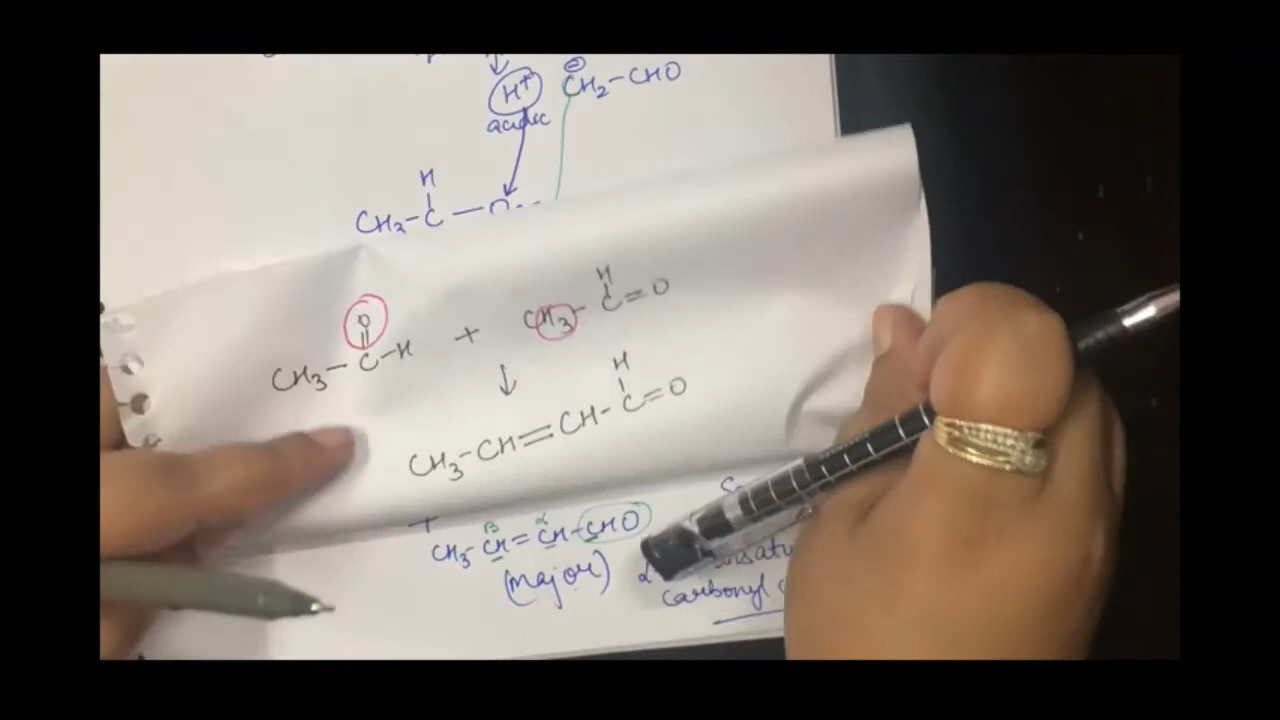 H⁺ ⊖CH₂-CHO
acidic
H
CH₃-C—O
O H
CH₃-C-H + CH₃-C=O
↓
H
CH₃-CH=CH-C=O
+
β α
CH₃-CH=CH-CHO
(Major) α
carbonyl